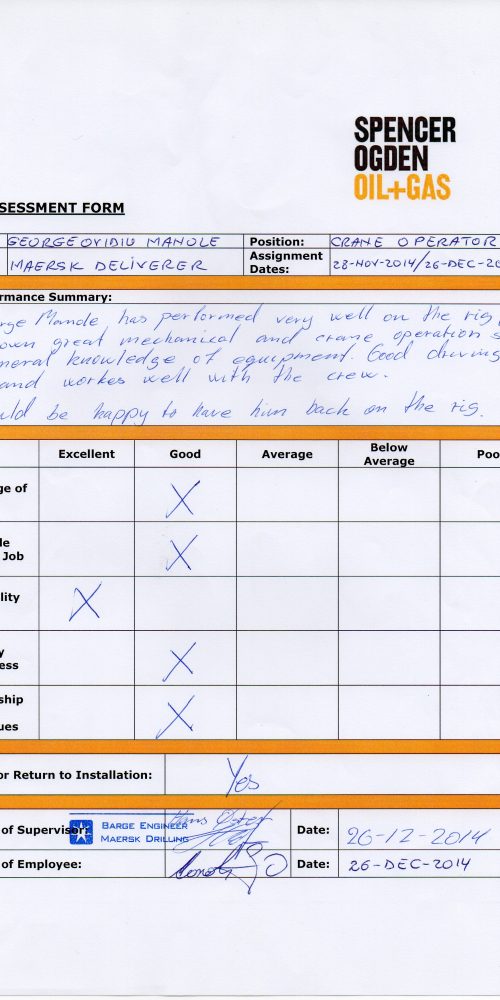 SPENCER
OGDEN
OIL+GAS
SESSMENT FORM
GEORGE OVIDIU MANOLE Position: CRANE OPERATOR
MAERSK DELIVERER Assignment Dates: 28-NOV-2014/26-DEC-20
rmance Summary:
rge Manole has performed very well on the rig
own great mechanical and crane operation s
neral knowledge of equipment. Good driving
and workes well with the crew.
uld be happy to have him back on the rig.
Excellent Good Average Below Average Poo
ge of
X
le
Job
X
lity
X
y
ess
X
ship
ues
X
or Return to Installation: Yes
of Supervisor: BARGE ENGINEER MAERSK DRILLING Date: 26-12-2014
of Employee: Date: 26-DEC-2014